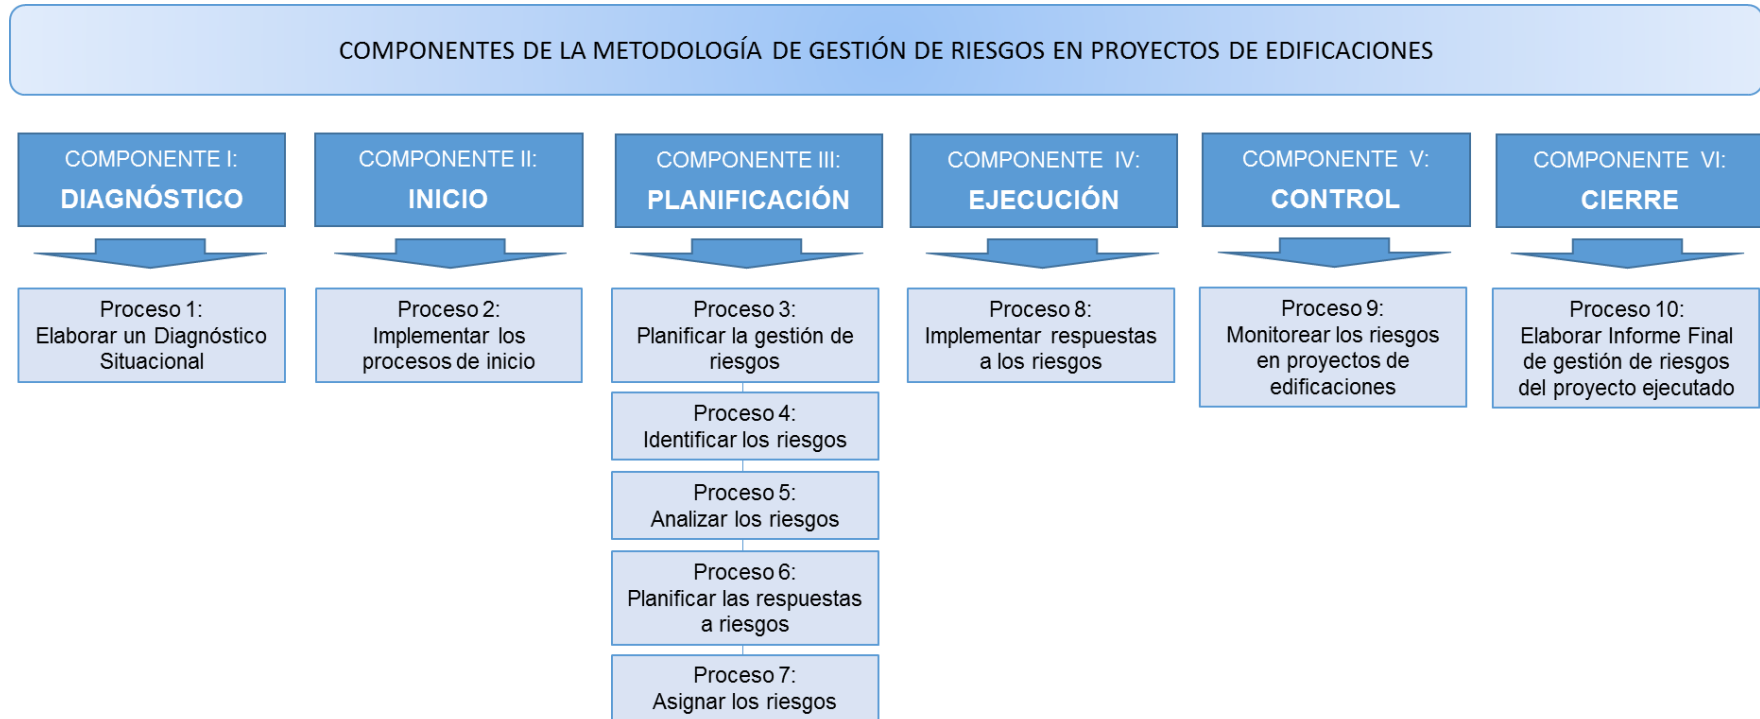 COMPONENTES DE LA METODOLOGÍA DE GESTIÓN DE RIESGOS EN PROYECTOS DE EDIFICACIONES
COMPONENTE I:
DIAGNÓSTICO
Proceso 1:
Elaborar un Diagnóstico
Situacional
COMPONENTE II:
INICIO
Proceso 2:
Implementar los
procesos de inicio
COMPONENTE III:
PLANIFICACIÓN
Proceso 3:
Planificar la gestión de
riesgos
Proceso 4:
Identificar los riesgos
Proceso 5:
Analizar los riesgos
Proceso 6:
Planificar las respuestas
a riesgos
Proceso 7:
Asignar los riesgos
COMPONENTE IV:
EJECUCIÓN
Proceso 8:
Implementar respuestas
a los riesgos
COMPONENTE V:
CONTROL
Proceso 9:
Monitorear los riesgos
en proyectos de
edificaciones
COMPONENTE VI:
CIERRE
Proceso 10:
Elaborar Informe Final
de gestión de riesgos
del proyecto ejecutado